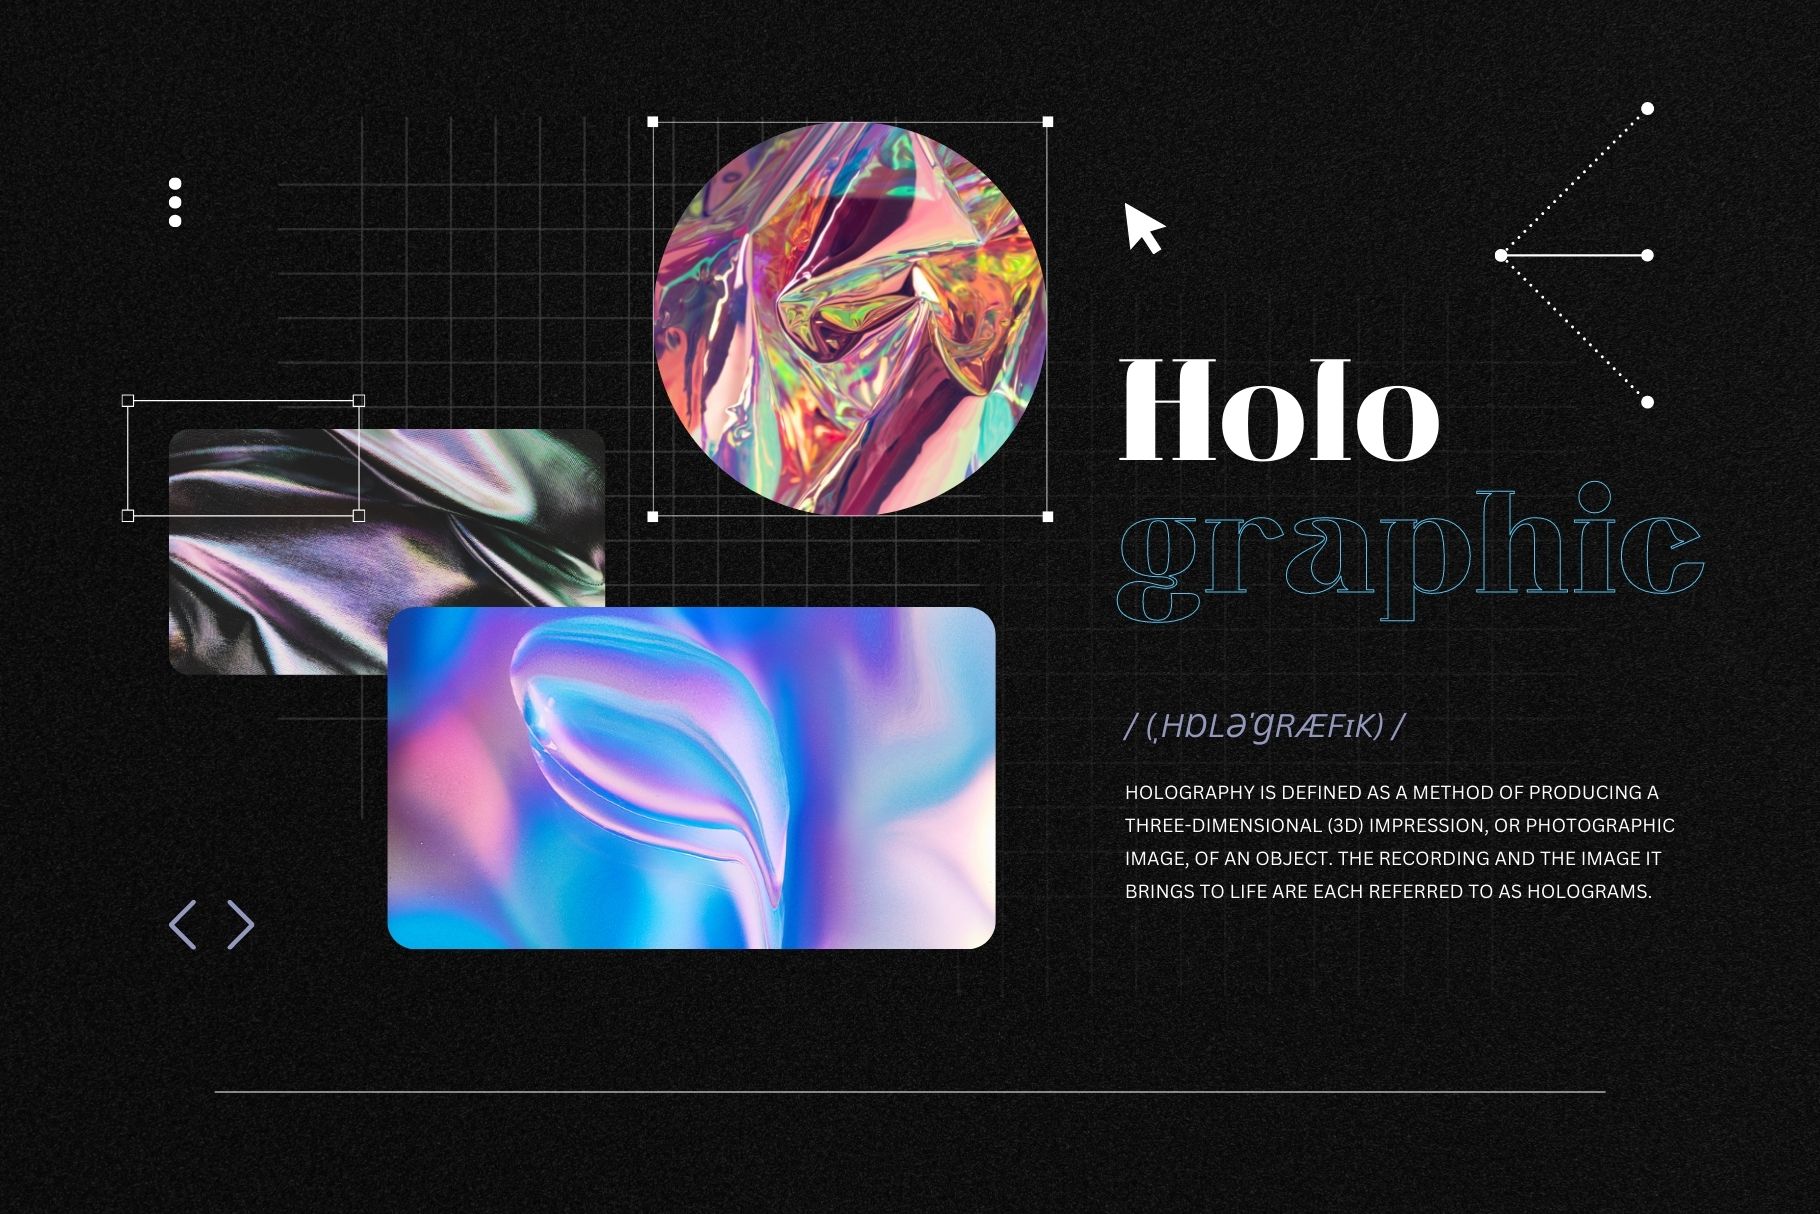 Holo
graphic
/ (ˌHɒLƏˈɡRÆFɪK) /
HOLOGRAPHY IS DEFINED AS A METHOD OF PRODUCING A
THREE-DIMENSIONAL (3D) IMPRESSION, OR PHOTOGRAPHIC
IMAGE, OF AN OBJECT. THE RECORDING AND THE IMAGE IT
BRINGS TO LIFE ARE EACH REFERRED TO AS HOLOGRAMS.